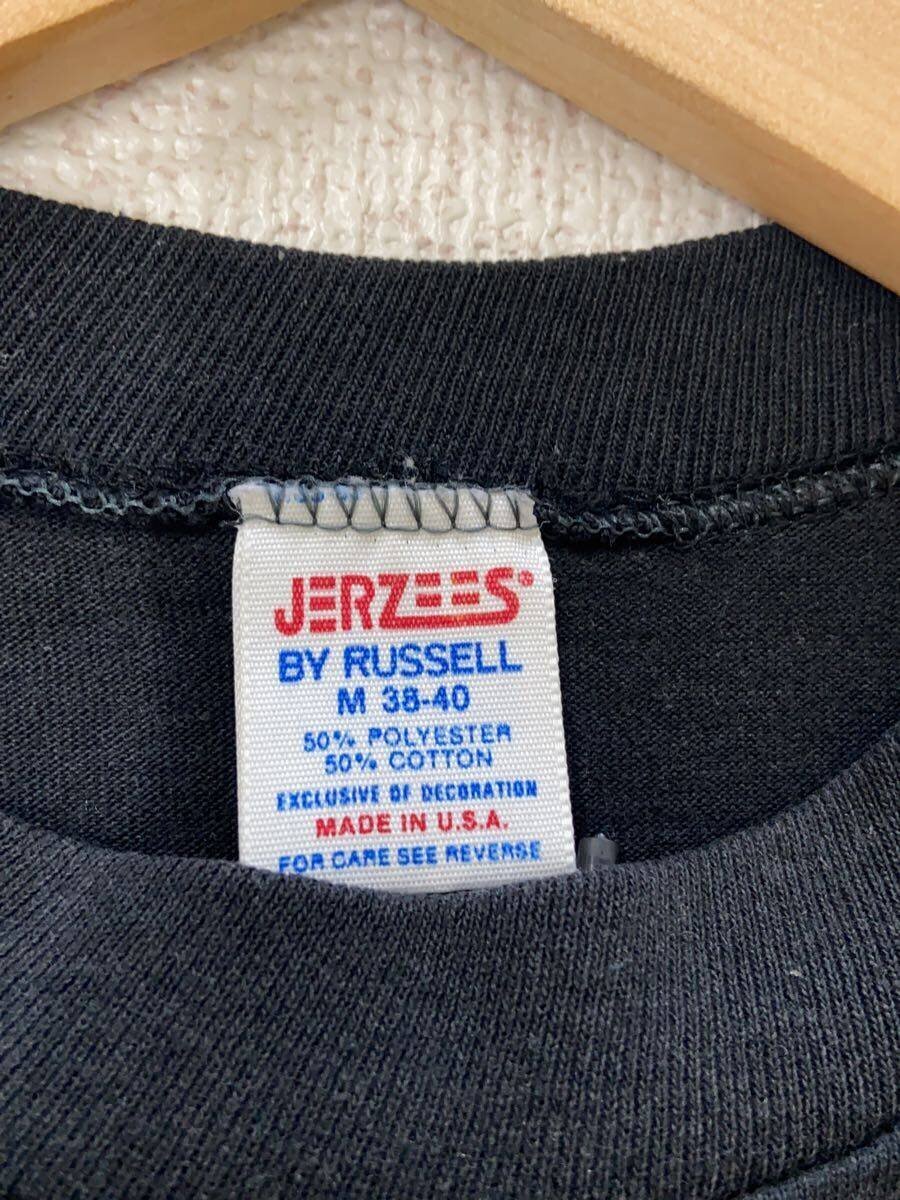 JERZEES®
BY RUSSELL
M 38-40
50% POLYESTER
50% COTTON
EXCLUSIVE OF DECORATION
MADE IN U.S.A.
FOR CARE SEE REVERSE